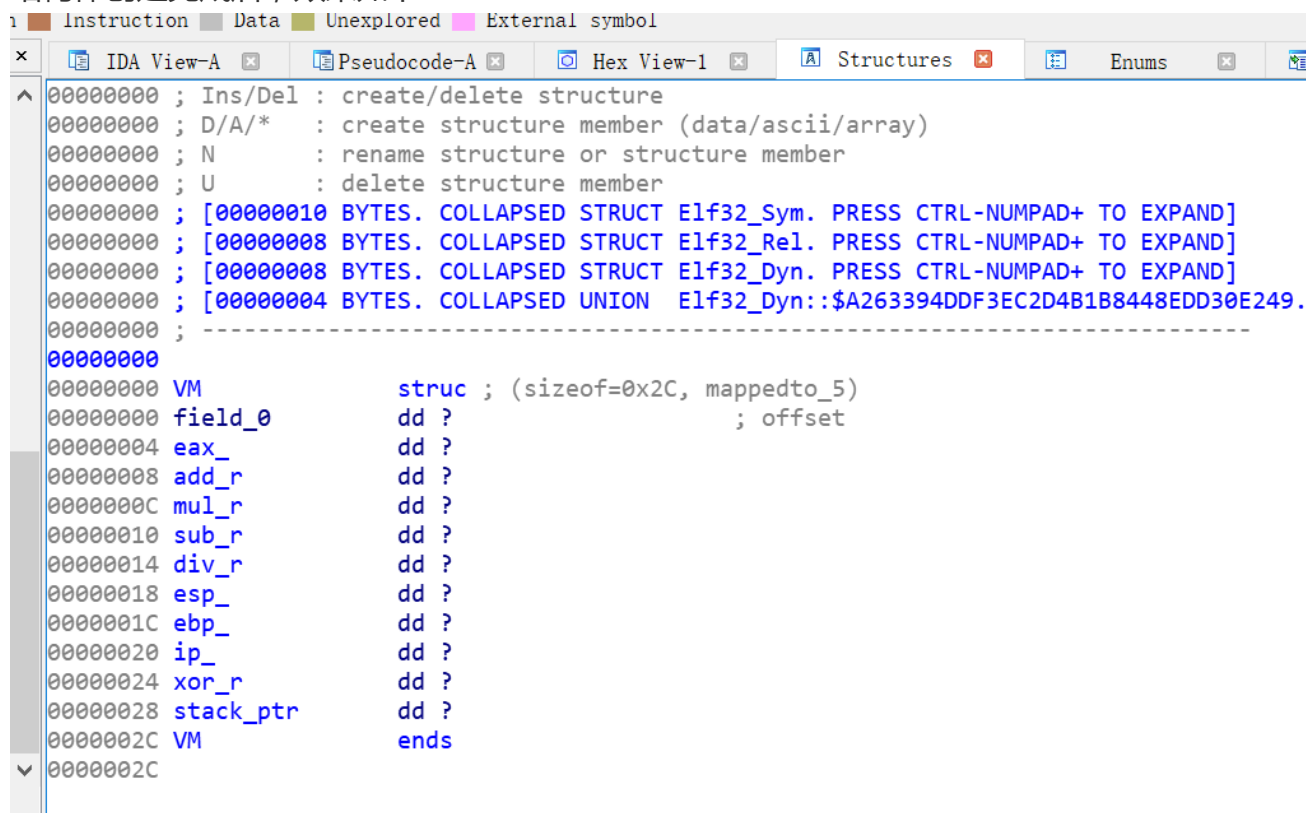 Instruction Data Unexplored External symbol
IDA View-A Pseudocode-A Hex View-1 Structures Enums
00000000 ; Ins/Del : create/delete structure
00000000 ; D/A/* : create structure member (data/ascii/array)
00000000 ; N : rename structure or structure member
00000000 ; U : delete structure member
00000000 ; [00000010 BYTES. COLLAPSED STRUCT Elf32_Sym. PRESS CTRL-NUMPAD+ TO EXPAND]
00000000 ; [00000008 BYTES. COLLAPSED STRUCT Elf32_Rel. PRESS CTRL-NUMPAD+ TO EXPAND]
00000000 ; [00000008 BYTES. COLLAPSED STRUCT Elf32_Dyn. PRESS CTRL-NUMPAD+ TO EXPAND]
00000000 ; [00000004 BYTES. COLLAPSED UNION Elf32_Dyn::$A263394DDF3EC2D4B1B8448EDD30E249.
00000000 ; ---------------------------------------------------------------------------
00000000
00000000 VM struc ; (sizeof=0x2C, mappedto_5)
00000000 field_0 dd ? ; offset
00000004 eax_ dd ?
00000008 add_r dd ?
0000000C mul_r dd ?
00000010 sub_r dd ?
00000014 div_r dd ?
00000018 esp_ dd ?
0000001C ebp_ dd ?
00000020 ip_ dd ?
00000024 xor_r dd ?
00000028 stack_ptr dd ?
0000002C VM ends
0000002C